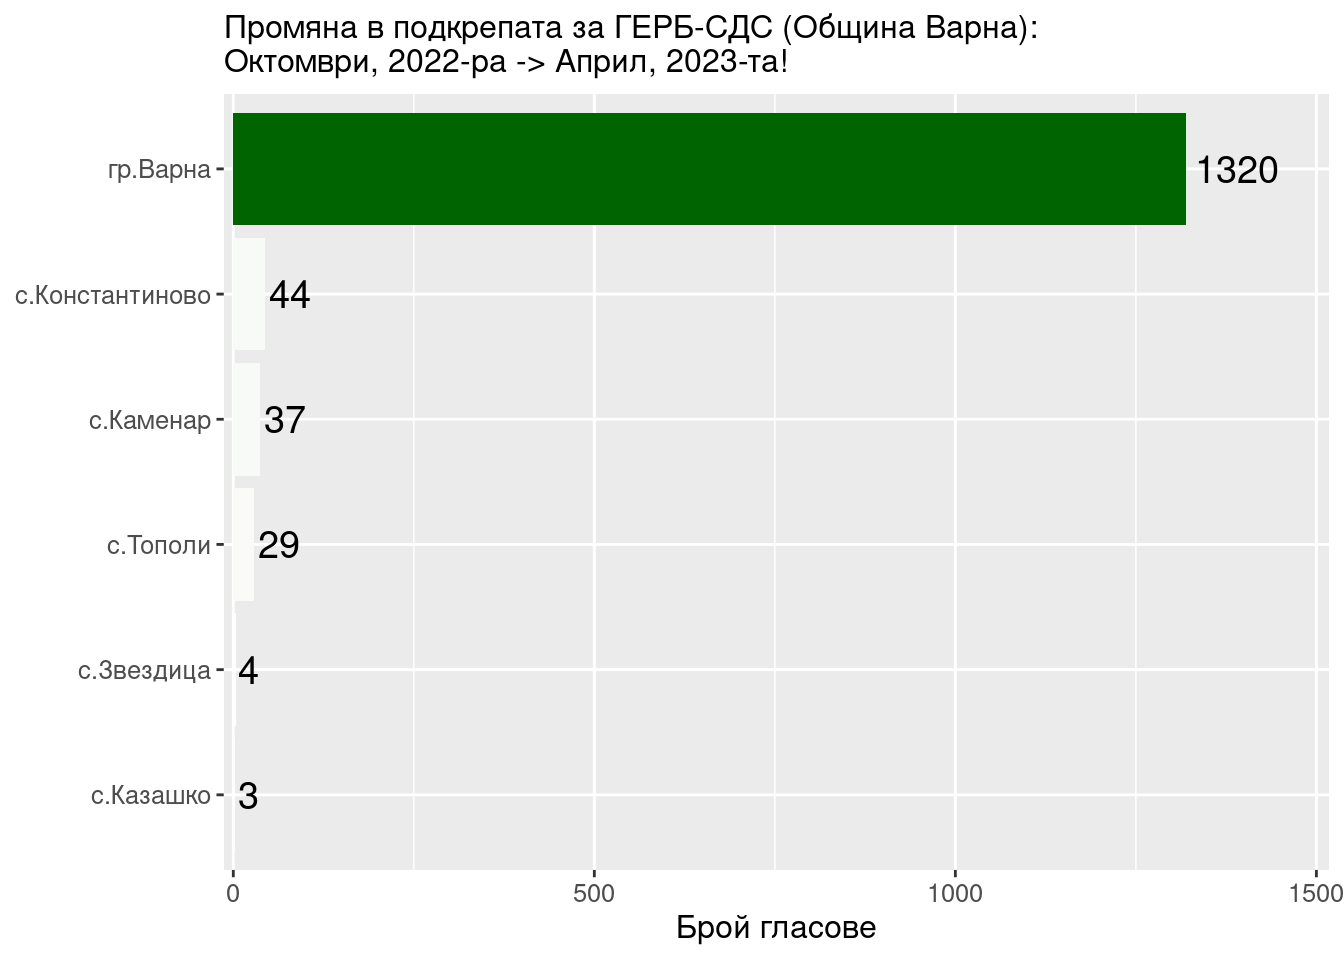 Промяна в подкрепата за ГЕРБ-СДС (Община Варна):
Октомври, 2022-ра -> Април, 2023-та!
гр.Варна
1320
с.Константиново
44
с.Каменар
37
с.Тополи
29
с.Звездица
4
с.Казашко
3
0 500 1000 1500
Брой гласове